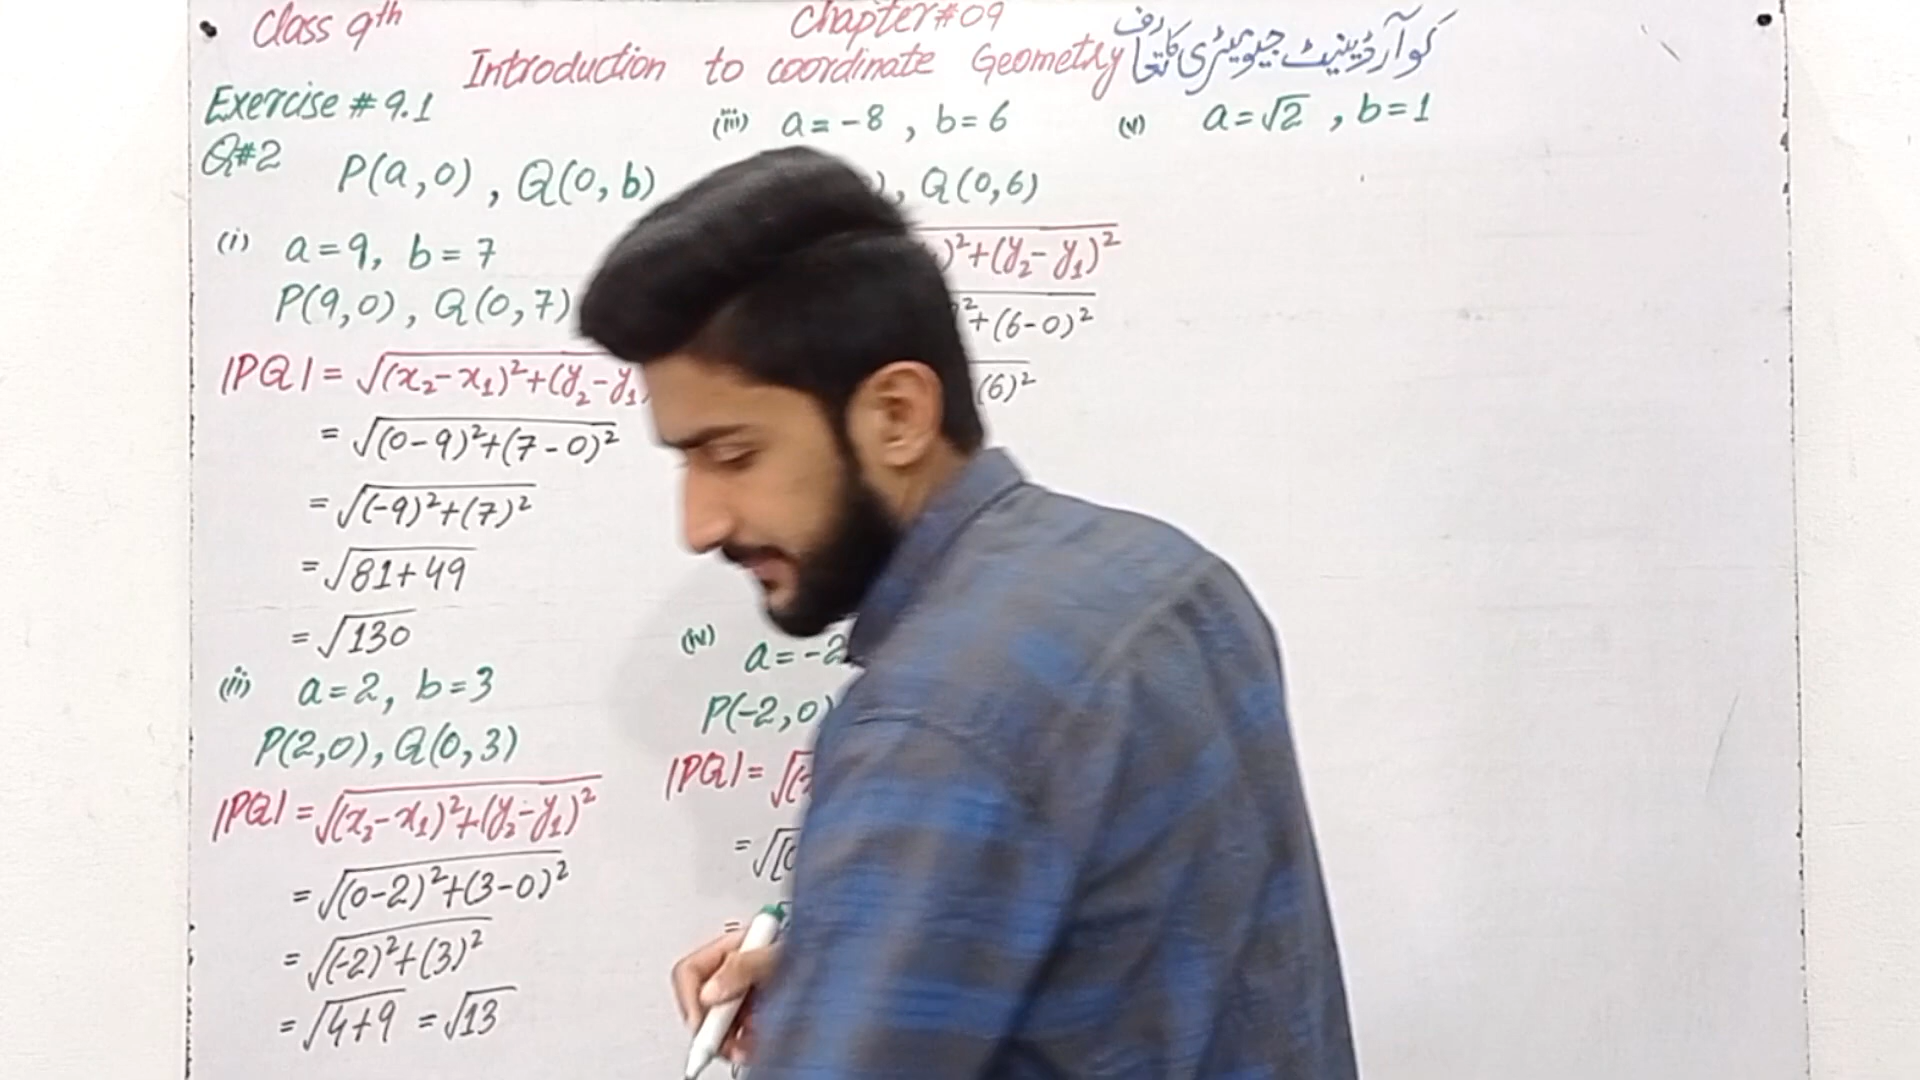 Class 9th
Chapter#09
Introduction to coordinate Geometry کوآرڈینیٹ جیومیٹری کا تعارف
Exercise # 9.1
Q#2 P(a,0), Q(0,b)
(i) a=9, b=7
P(9,0), Q(0,7)
|PQ| = √(x₂-x₁)²+(y₂-y₁
= √(0-9)²+(7-0)²
= √(-9)²+(7)²
= √81+49
= √130
(ii) a=2, b=3
P(2,0), Q(0,3)
|PQ| = √(x₂-x₁)²+(y₂-y₁)²
= √(0-2)²+(3-0)²
= √(-2)²+(3)²
= √4+9 = √13
(iii) a=-8, b=6
), Q(0,6)
)²+(y₂-y₁)²
²+(6-0)²
(6)²
(iv) a=-2
P(-2,0)
|PQ| = √(
= √[0
=
(v) a=√2, b=1